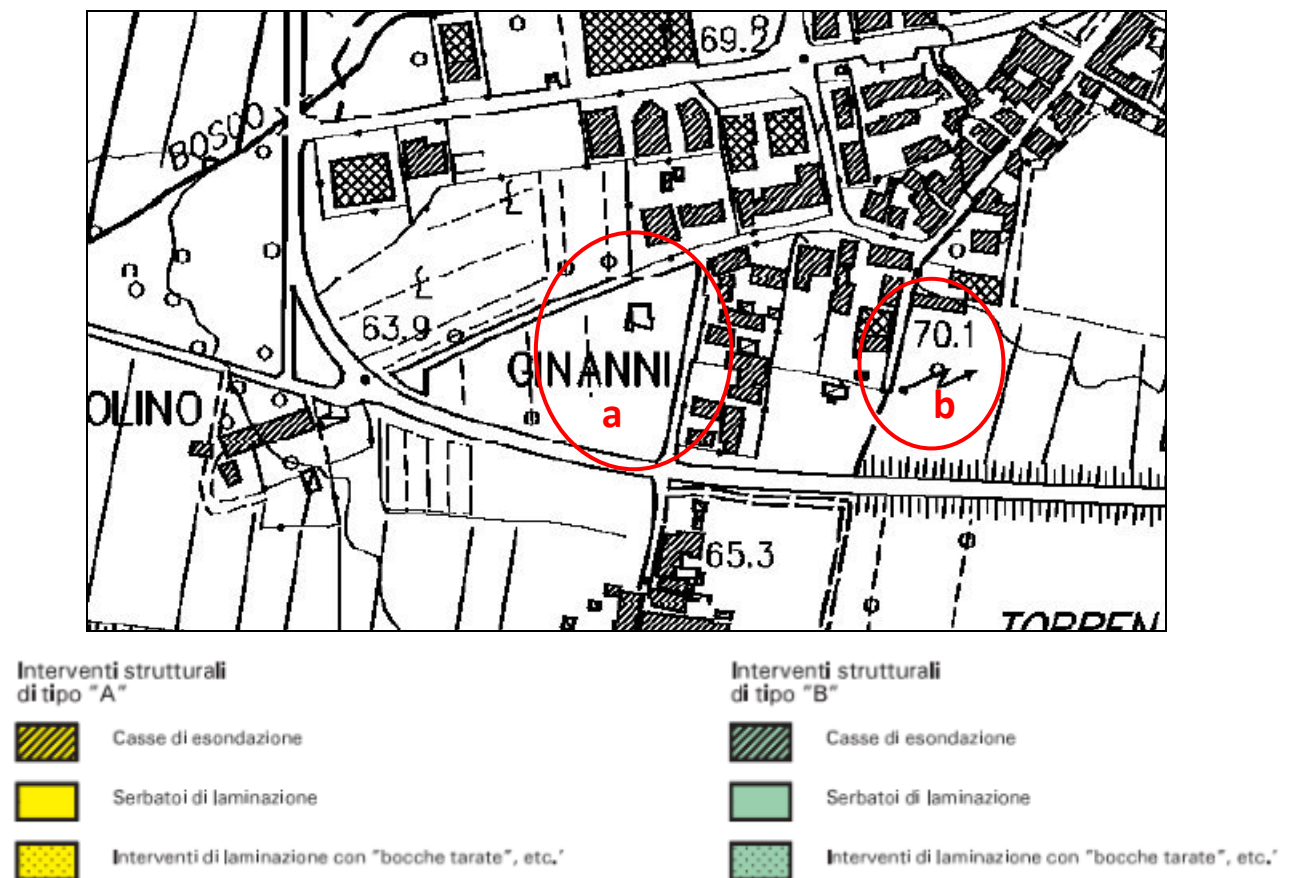 69.2
BOSCO
63.9
GINANNI
a
70.1
b
OLINO
65.3
TORREN
Interventi strutturali
di tipo "A"
Casse di esondazione
Serbatoi di laminazione
Interventi di laminazione con "bocche tarate", etc.
Interventi strutturali
di tipo "B"
Casse di esondazione
Serbatoi di laminazione
Interventi di laminazione con "bocche tarate", etc.